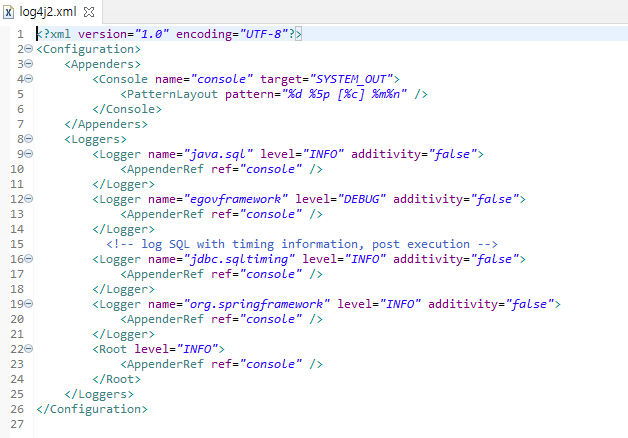 log4j2.xml
1 <?xml version="1.0" encoding="UTF-8"?>
2 <Configuration>
3     <Appenders>
4         <Console name="console" target="SYSTEM_OUT">
5             <PatternLayout pattern="%d %5p [%c] %m%n" />
6         </Console>
7     </Appenders>
8     <Loggers>
9         <Logger name="java.sql" level="INFO" additivity="false">
10             <AppenderRef ref="console" />
11         </Logger>
12         <Logger name="egovframework" level="DEBUG" additivity="false">
13             <AppenderRef ref="console" />
14         </Logger>
15           <!-- log SQL with timing information, post execution -->
16         <Logger name="jdbc.sqltiming" level="INFO" additivity="false">
17             <AppenderRef ref="console" />
18         </Logger>
19         <Logger name="org.springframework" level="INFO" additivity="false">
20             <AppenderRef ref="console" />
21         </Logger>
22         <Root level="INFO">
23             <AppenderRef ref="console" />
24         </Root>
25     </Loggers>
26 </Configuration>
27